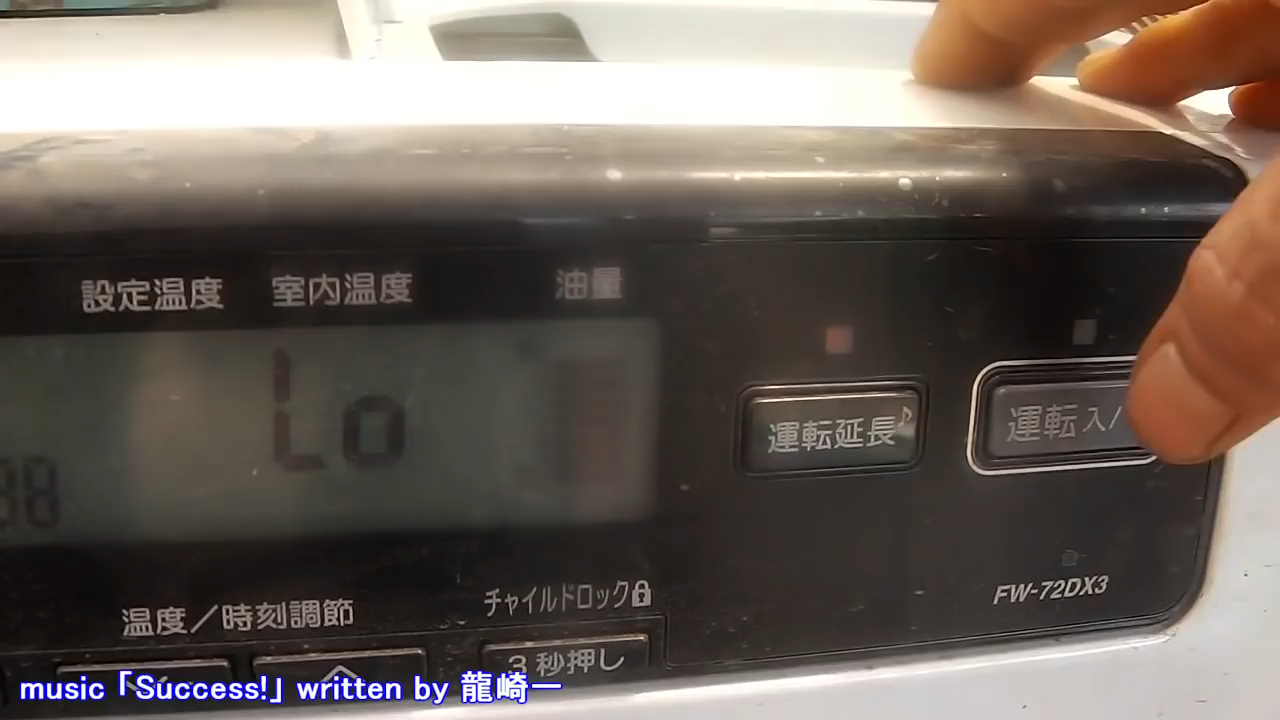 設定温度 室内温度 油量
Lo
88
運転延長♪ 運転入/
FW-72DX3
温度／時刻調節 チャイルドロック
3秒押し
music「Success!」written by 龍崎一